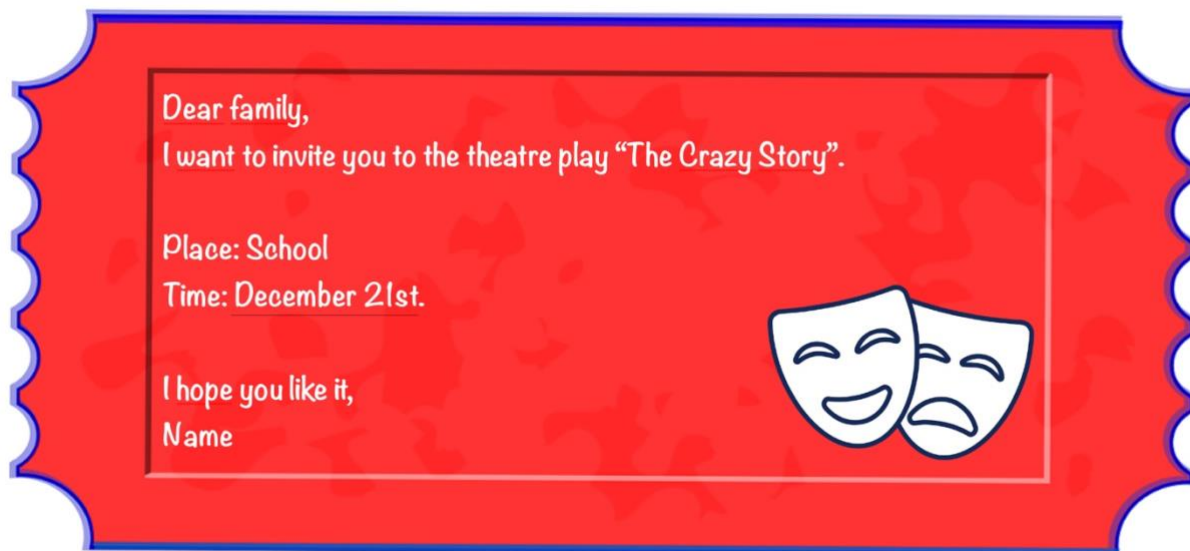 Dear family,
I want to invite you to the theatre play “The Crazy Story”.
Place: School
Time: December 21st.
I hope you like it,
Name